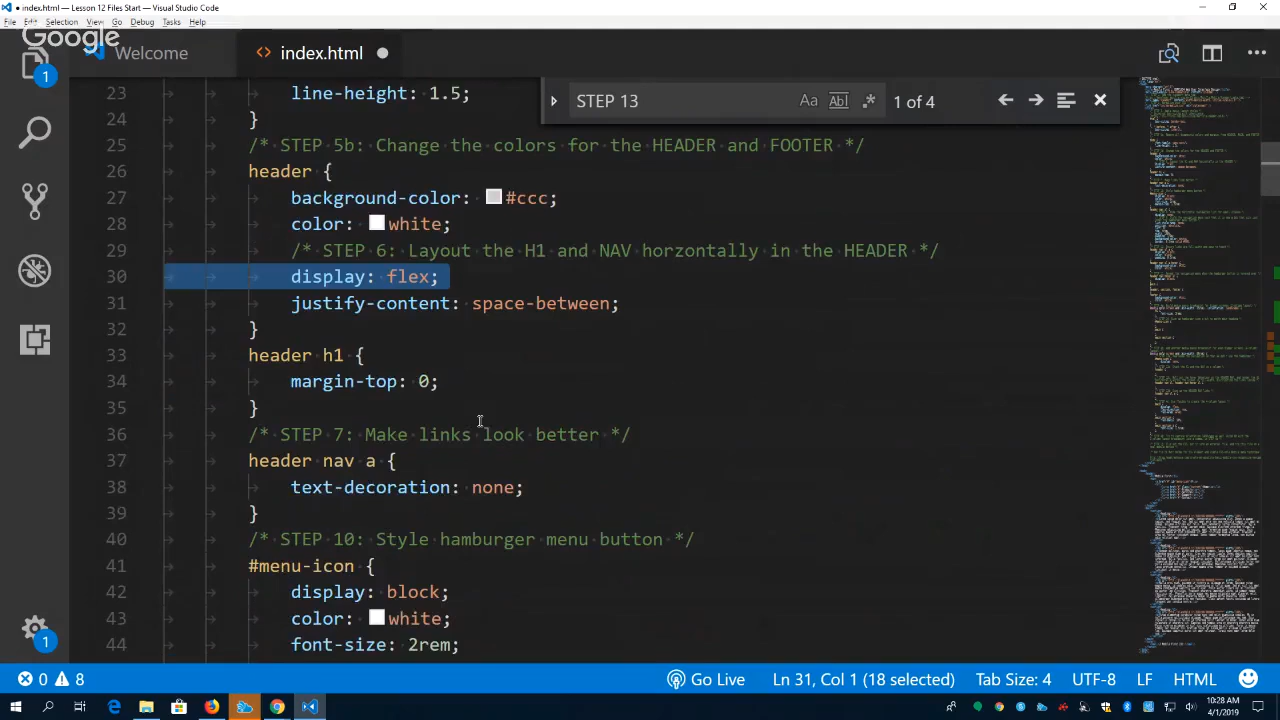 index.html — Lesson 12 Files Start — Visual Studio Code
File Edit Selection View Go Debug Tasks Help
Google
Welcome
<> index.html
STEP 13
Aa Abl .* 1 of 4
23 line-height: 1.5;
24 }
25 /* STEP 5b: Change the colors for the HEADER and FOOTER */
26 header {
27 background-color: #ccc;
28 color: white;
29 /* STEP 6: Layout the H1 and NAV horzontally in the HEADER */
30 display: flex;
31 justify-content: space-between;
32 }
33 header h1 {
34 margin-top: 0;
35 }
36 /* STEP 7: Make links look better */
37 header nav a {
38 text-decoration: none;
39 }
40 /* STEP 10: Style hamburger menu button */
41 #menu-icon {
42 display: block;
43 color: white;
44 font-size: 2rem;
1
1
0 8
Go Live Ln 31, Col 1 (18 selected) Tab Size: 4 UTF-8 LF HTML
10:28 AM
4/1/2019